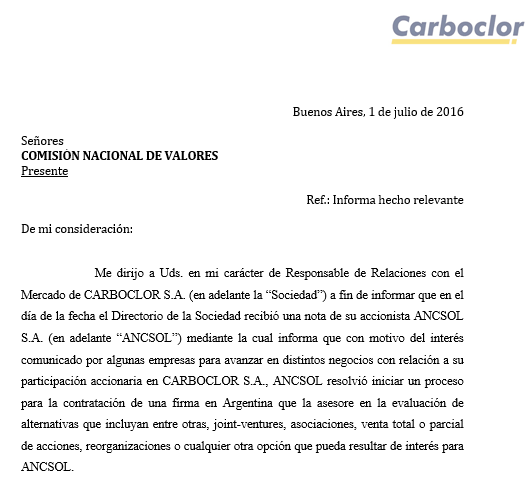 Carboclor
Buenos Aires, 1 de julio de 2016
Señores
COMISIÓN NACIONAL DE VALORES
Presente
Ref.: Informa hecho relevante
De mi consideración:
Me dirijo a Uds. en mi carácter de Responsable de Relaciones con el
Mercado de CARBOCLOR S.A. (en adelante la “Sociedad”) a fin de informar que en el
día de la fecha el Directorio de la Sociedad recibió una nota de su accionista ANCSOL
S.A. (en adelante “ANCSOL”) mediante la cual informa que con motivo del interés
comunicado por algunas empresas para avanzar en distintos negocios con relación a su
participación accionaria en CARBOCLOR S.A., ANCSOL resolvió iniciar un proceso
para la contratación de una firma en Argentina que la asesore en la evaluación de
alternativas que incluyan entre otras, joint-ventures, asociaciones, venta total o parcial
de acciones, reorganizaciones o cualquier otra opción que pueda resultar de interés para
ANCSOL.